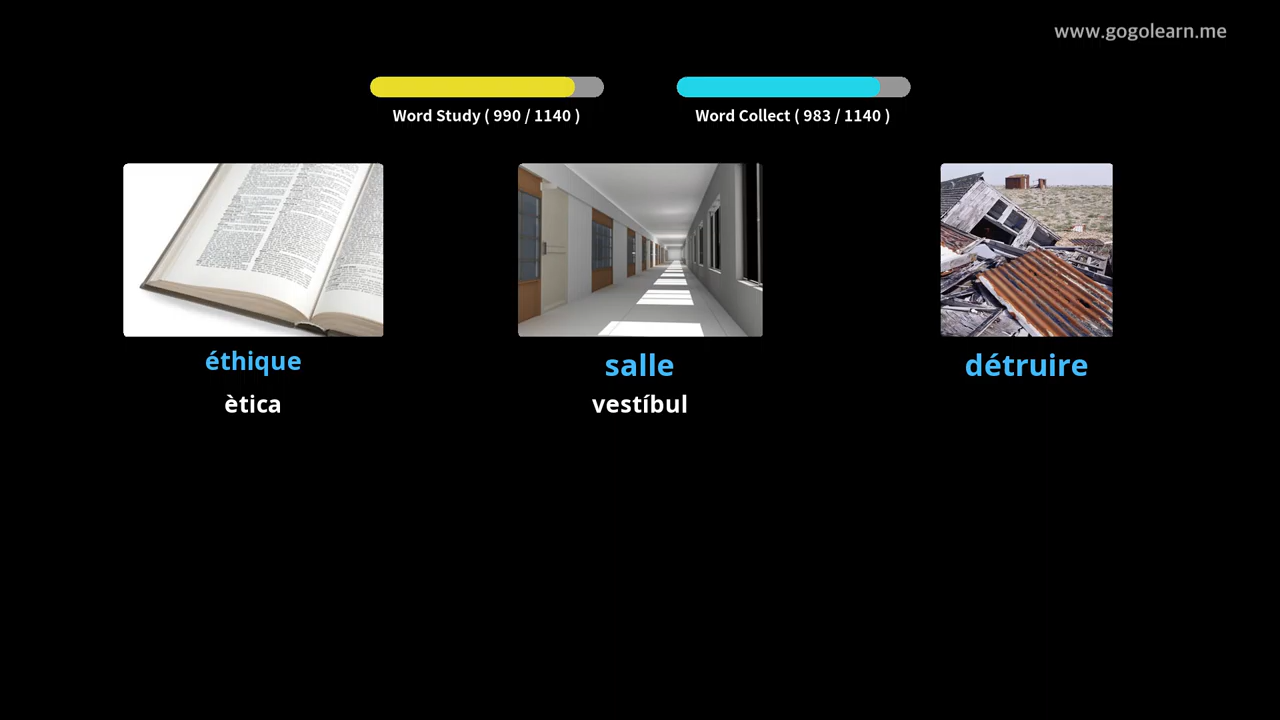 www.gogolearn.me
Word Study ( 990 / 1140 )
Word Collect ( 983 / 1140 )
éthique
salle
détruire
ètica
vestíbul